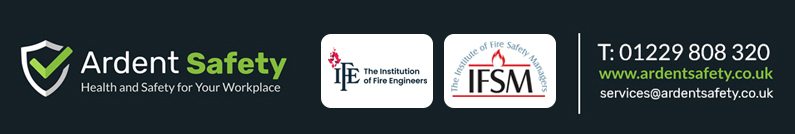 Ardent Safety
Health and Safety for Your Workplace
IFE
The Institution
of Fire Engineers
The Institute of Fire Safety Managers
IFSM
T: 01229 808 320
www.ardentsafety.co.uk
services@ardentsafety.co.uk